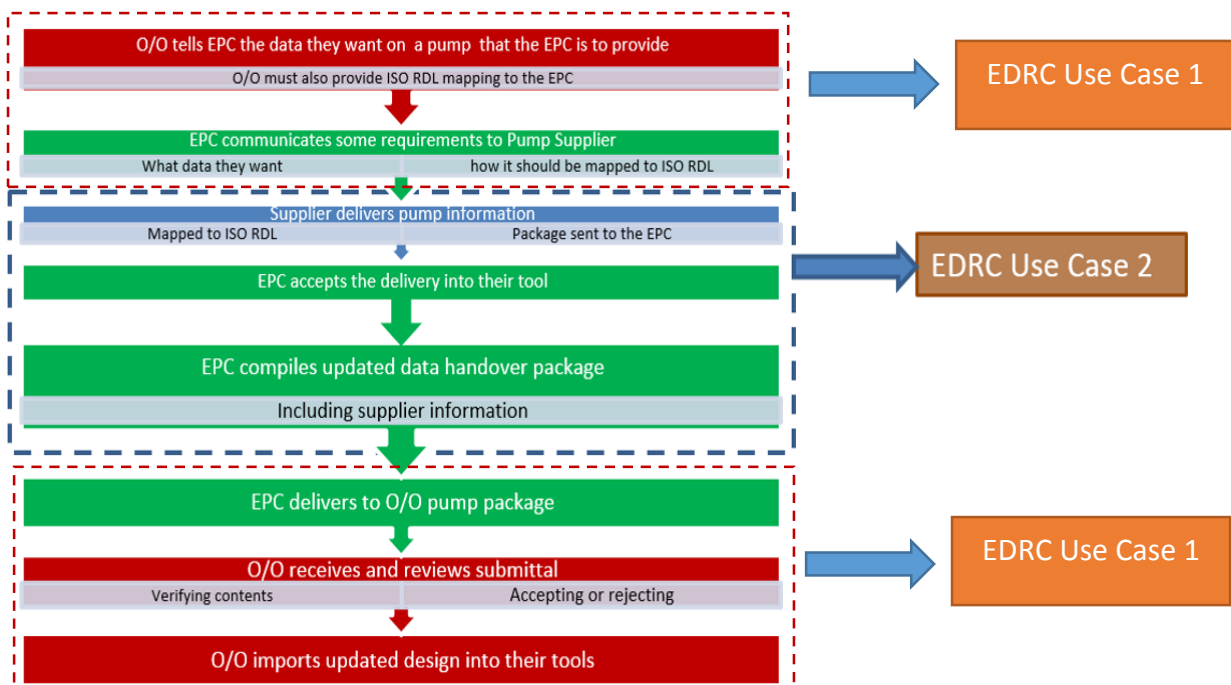 O/O tells EPC the data they want on a pump that the EPC is to provide
O/O must also provide ISO RDL mapping to the EPC
EDRC Use Case 1
EPC communicates some requirements to Pump Supplier
What data they want
how it should be mapped to ISO RDL
Supplier delivers pump information
Mapped to ISO RDL
Package sent to the EPC
EDRC Use Case 2
EPC accepts the delivery into their tool
EPC compiles updated data handover package
Including supplier information
EPC delivers to O/O pump package
EDRC Use Case 1
O/O receives and reviews submittal
Verifying contents
Accepting or rejecting
O/O imports updated design into their tools